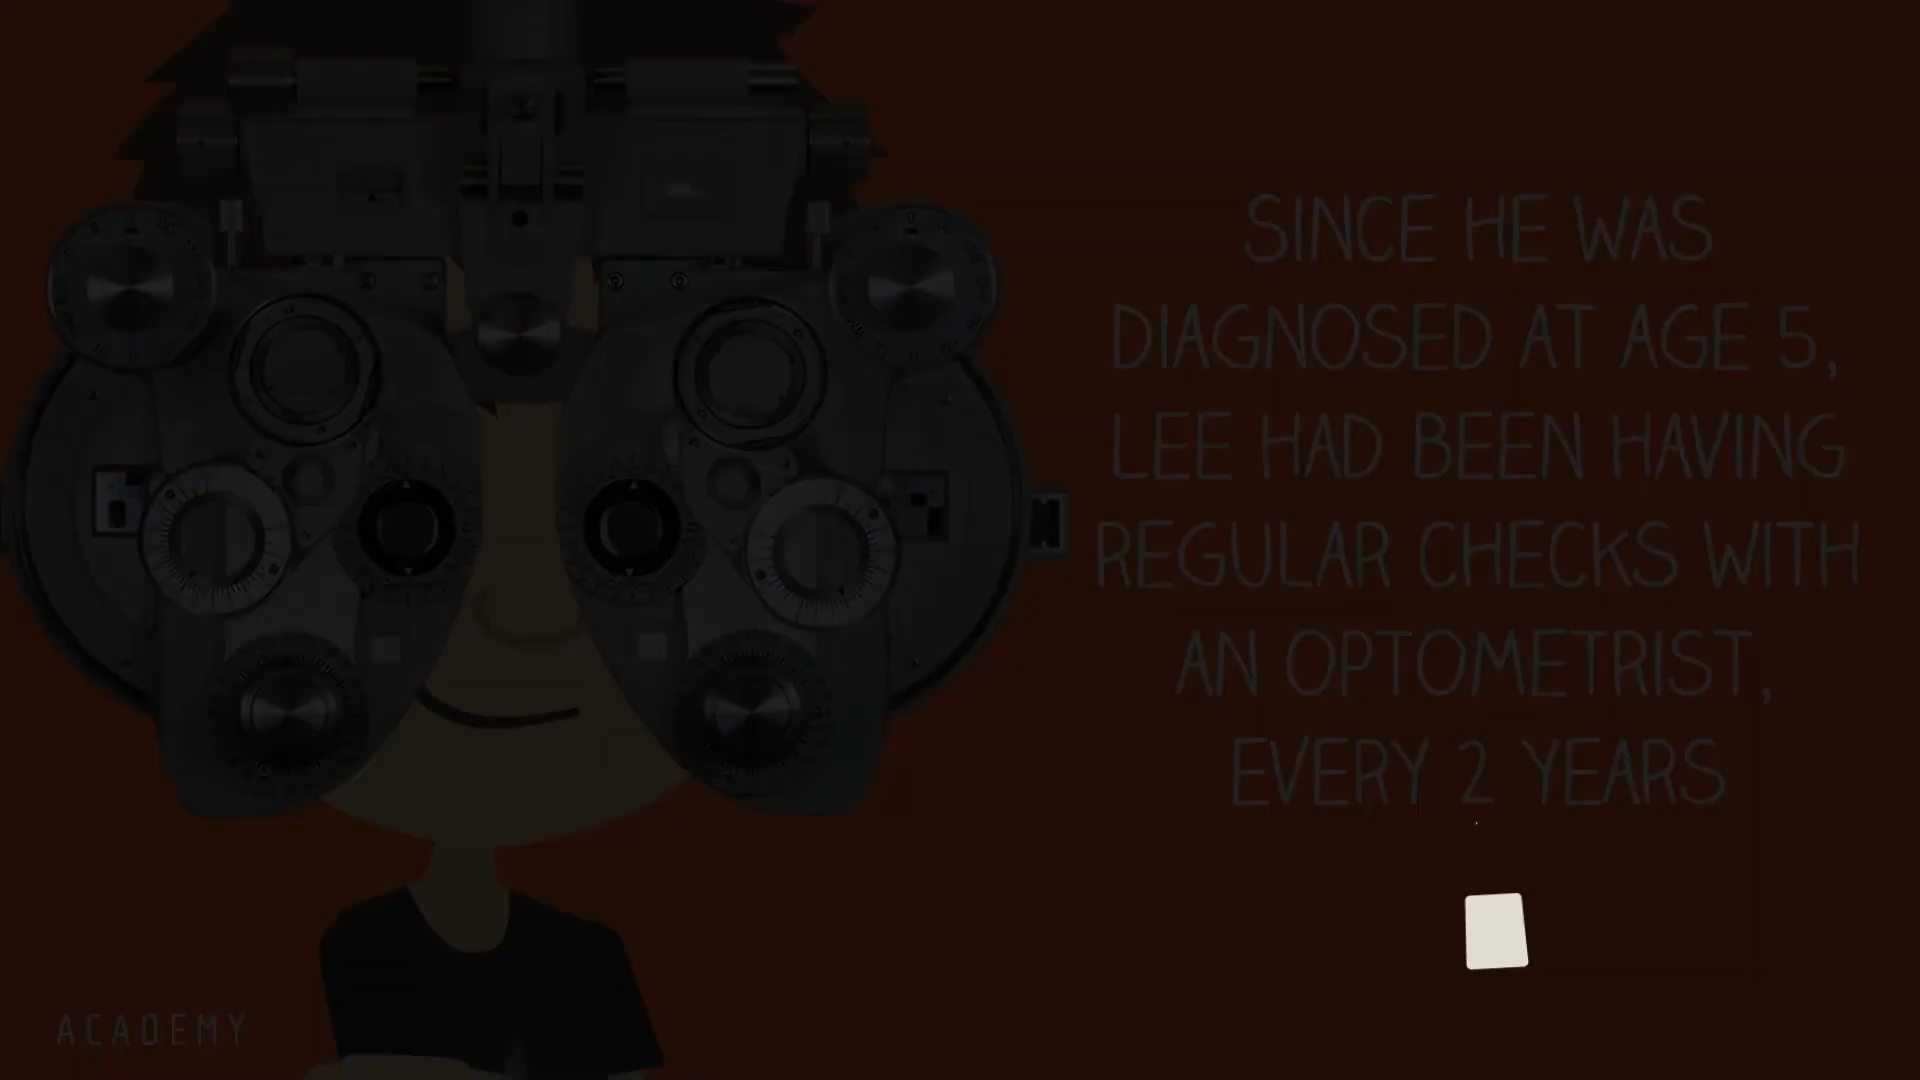 SINCE HE WAS
DIAGNOSED AT AGE 5,
LEE HAD BEEN HAVING
REGULAR CHECKS WITH
AN OPTOMETRIST,
EVERY 2 YEARS
ACADEMY